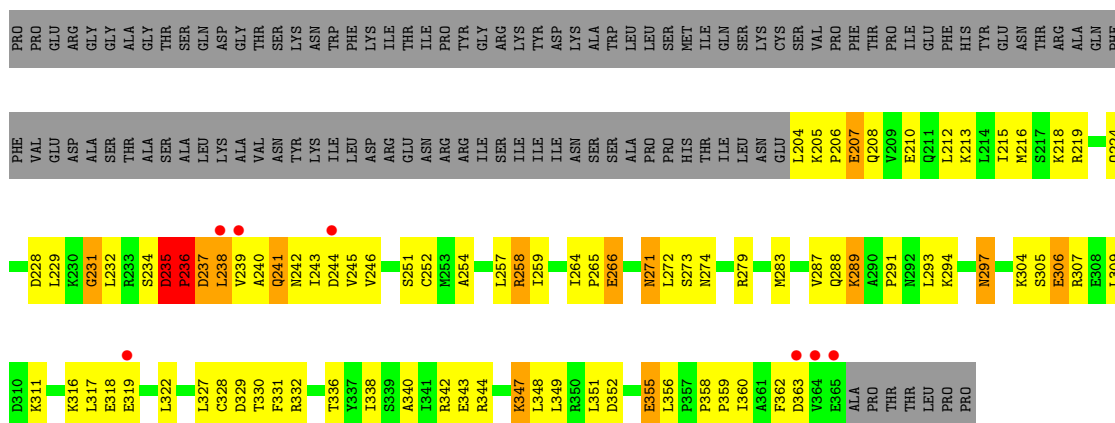 PRO PRO GLU ARG GLY GLY ALA GLY THR SER GLN ASP GLY THR SER LYS ASN TRP PHE LYS ILE THR ILE PRO TYR GLY ARG LYS TYR ASP LYS ALA TRP LEU LEU SER MET ILE GLN SER LYS CYS SER VAL PRO PHE THR PRO ILE GLU PHE HIS TYR GLU ASN THR ARG ALA GLN PHE
PHE VAL GLU ASP ALA SER THR ALA SER ALA LEU LYS ALA VAL ASN TYR LYS ILE LEU ASP ARG GLU ASN ARG ARG ILE SER ILE ILE ILE ASN SER SER ALA PRO PRO HIS THR ILE LEU ASN GLU L204 K205 P206 E207 Q208 V209 E210 Q211 L212 K213 L214 I215 M216 S217 K218 R219 Q224
D228 L229 K230 G231 L232 R233 S234 D235 P236 D237 L238 V239 A240 Q241 N242 I243 D244 V245 V246 S251 C252 M253 A254 L257 R258 I259 I264 P265 E266 N271 L272 S273 N274 R279 M283 V287 Q288 K289 A290 P291 N292 L293 K294 N297 K304 S305 E306 R307 E308 L309
D310 K311 K316 L317 E318 E319 L322 L327 C328 D329 T330 F331 R332 T336 Y337 I338 S339 A340 I341 R342 E343 R344 K347 L348 L349 R350 L351 D352 E355 L356 P357 P358 P359 I360 A361 F362 D363 V364 E365 ALA PRO THR THR LEU PRO PRO